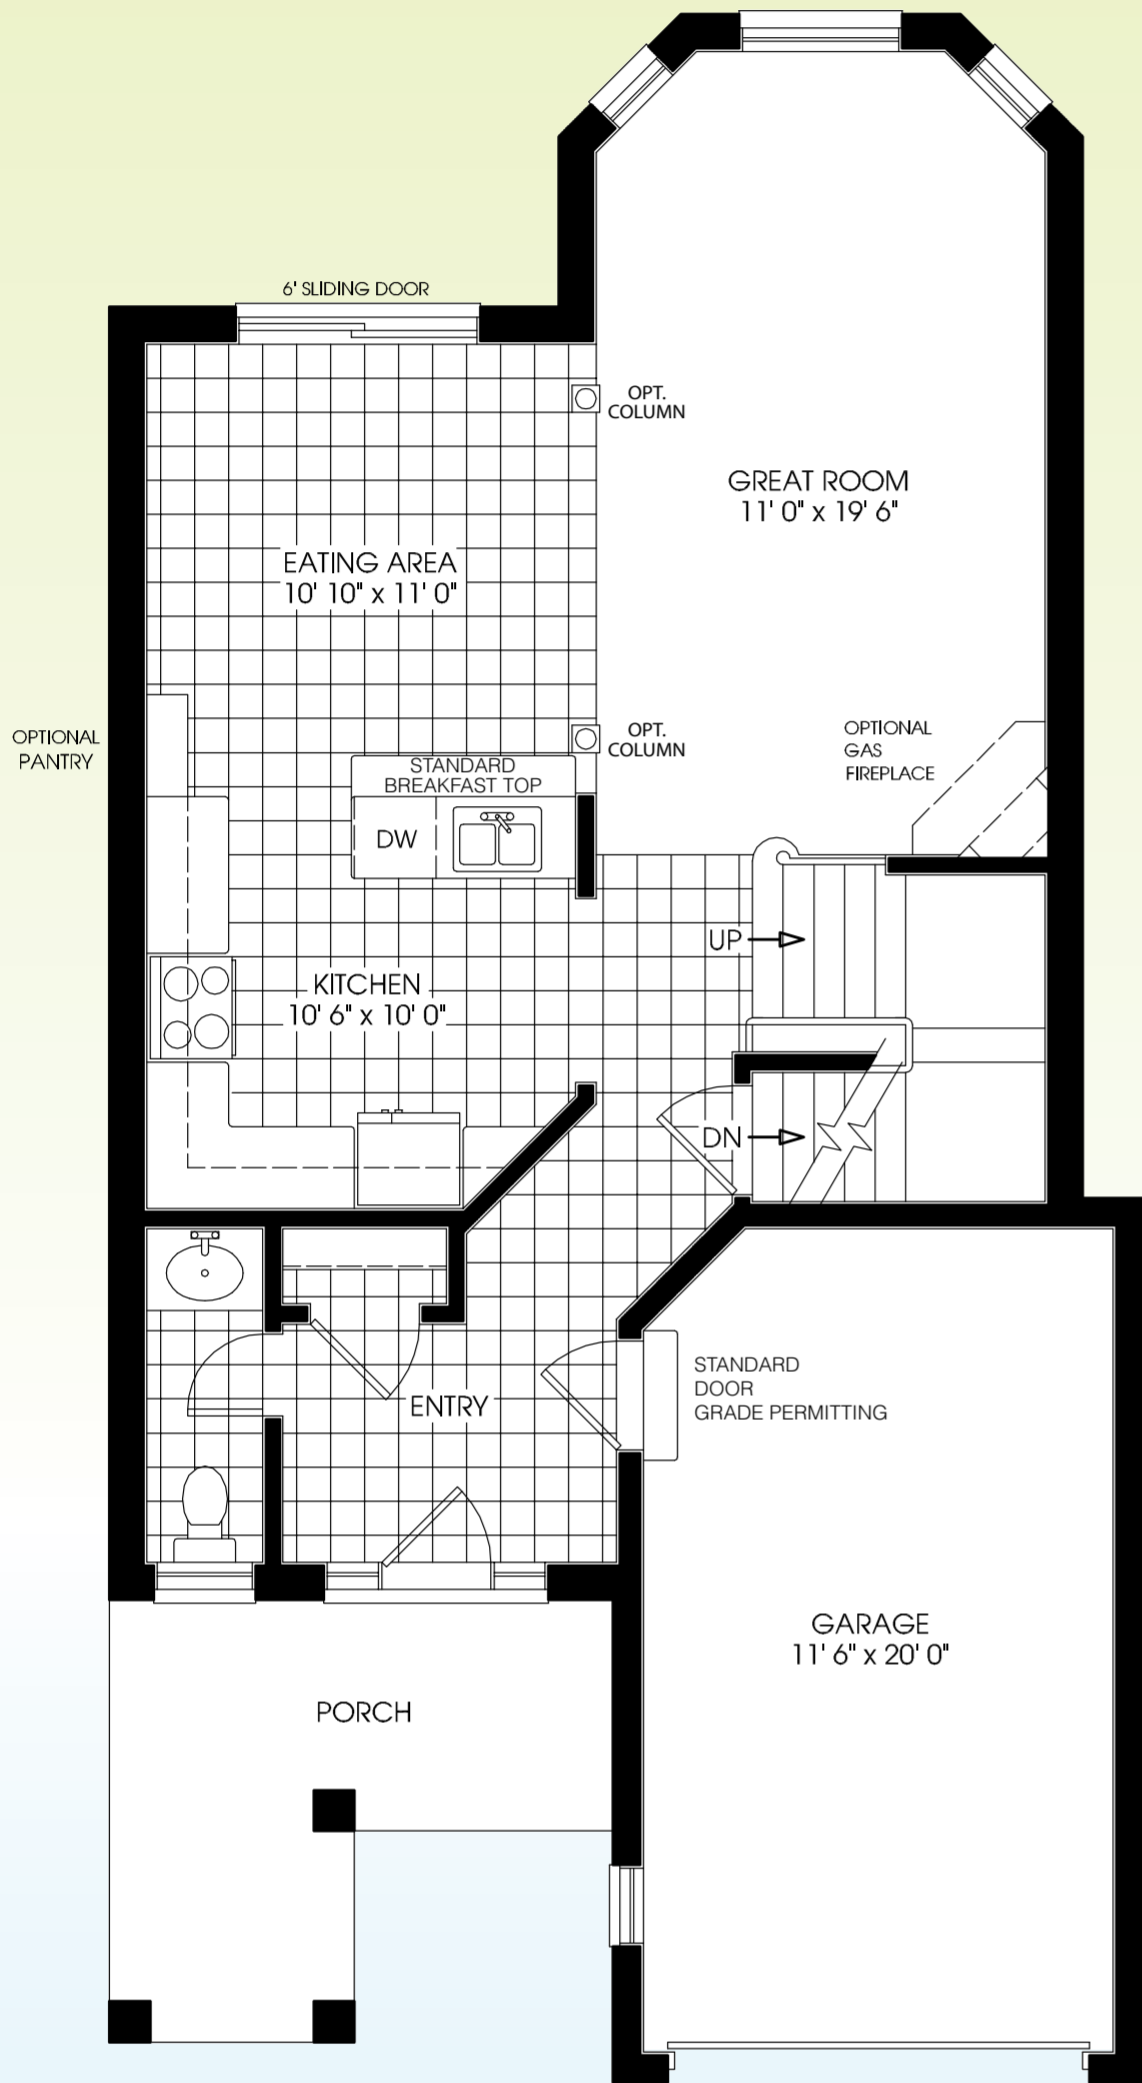 6' SLIDING DOOR
OPT.
COLUMN
GREAT ROOM
11' 0" x 19' 6"
EATING AREA
10' 10" x 11' 0"
OPTIONAL
PANTRY
OPT.
COLUMN
OPTIONAL
GAS
FIREPLACE
STANDARD
BREAKFAST TOP
DW
UP
KITCHEN
10' 6" x 10' 0"
DN
STANDARD
DOOR
GRADE PERMITTING
ENTRY
GARAGE
11' 6" x 20' 0"
PORCH